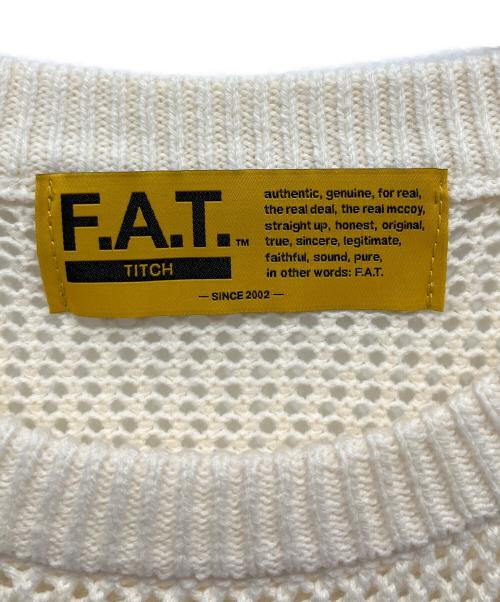 F.A.T.™
TITCH
authentic, genuine, for real,
the real deal, the real mccoy,
straight up, honest, original,
true, sincere, legitimate,
faithful, sound, pure,
in other words: F.A.T.
— SINCE 2002 —